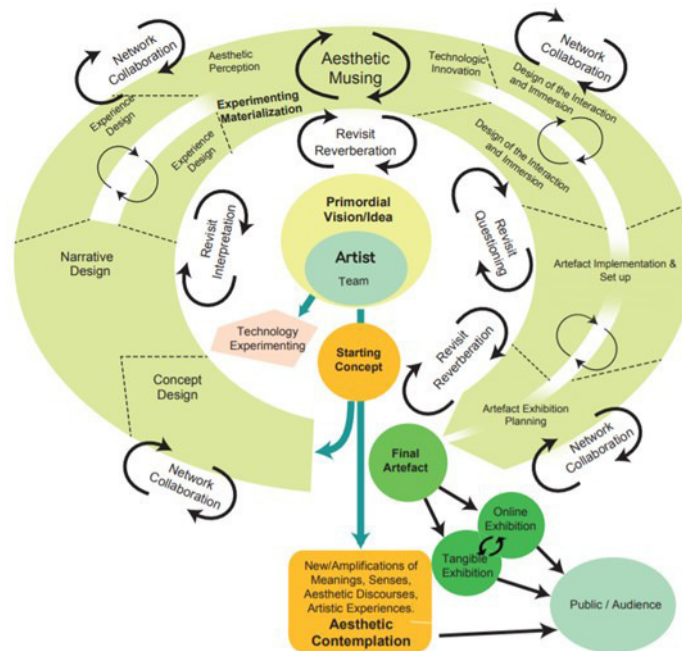 Network
Collaboration
Aesthetic
Perception
Aesthetic
Musing
Technologic
Innovation
Network
Collaboration
Experience
Design
Experimenting
Materialization
Experience
Design
Revisit
Reverberation
Design of the Interaction
and Immersion
Design of the Interaction
and Immersion
Narrative
Design
Revisit
Interpretation
Primordial
Vision/Idea
Artist
Team
Revisit
Questioning
Artefact Implementation &
Set up
Technology
Experimenting
Starting
Concept
Revisit
Reverberation
Concept
Design
Artefact Exhibition
Planning
Network
Collaboration
Network
Collaboration
Final
Artefact
Online
Exhibition
Tangible
Exhibition
New/Amplifications of
Meanings, Senses,
Aesthetic Discourses,
Artistic Experiences.
Aesthetic
Contemplation
Public / Audience